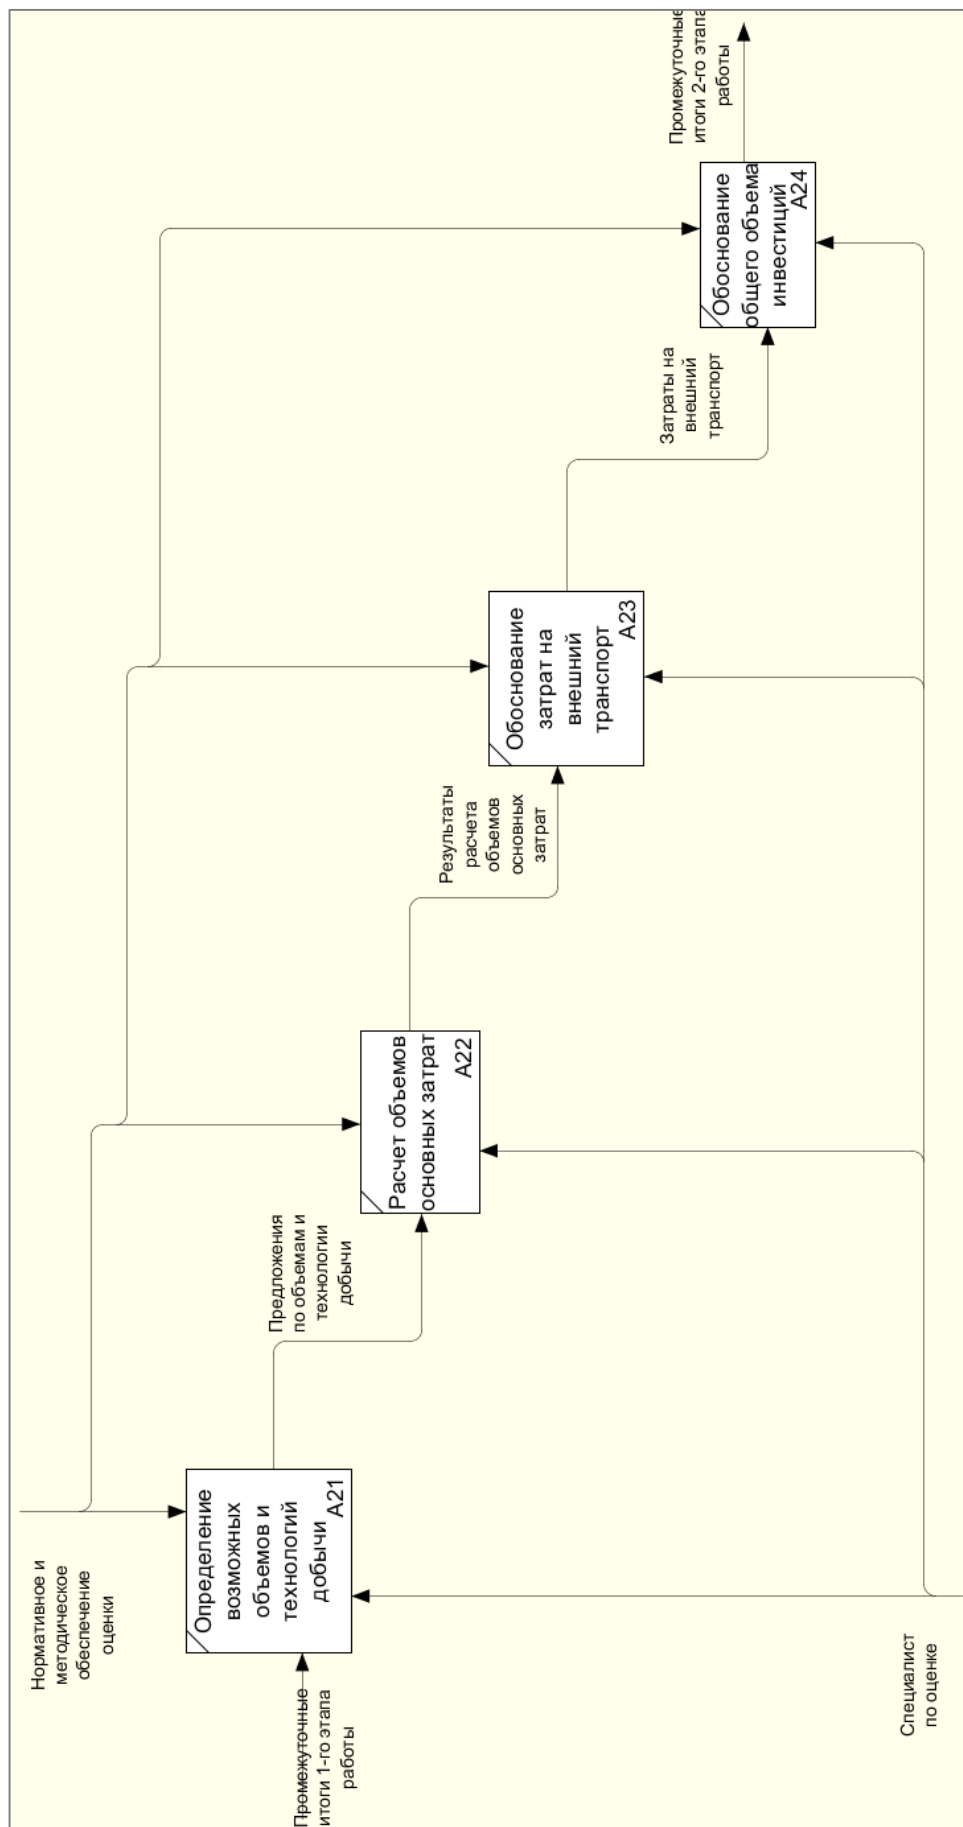 Нормативное и
методическое
обеспечение
оценки
Промежуточные
итоги 1-го этапа
работы
Определение
возможных
объемов и
технологий
добычи
A21
Предложения
по объемам и
технологии
добычи
Расчет объемов
основных затрат
A22
Результаты
расчета
объемов
основных
затрат
Обоснование
затрат на
внешний
транспорт
A23
Затраты на
внешний
транспорт
Обоснование
общего объема
инвестиций
A24
Промежуточные
итоги 2-го этапа
работы
Специалист
по оценке